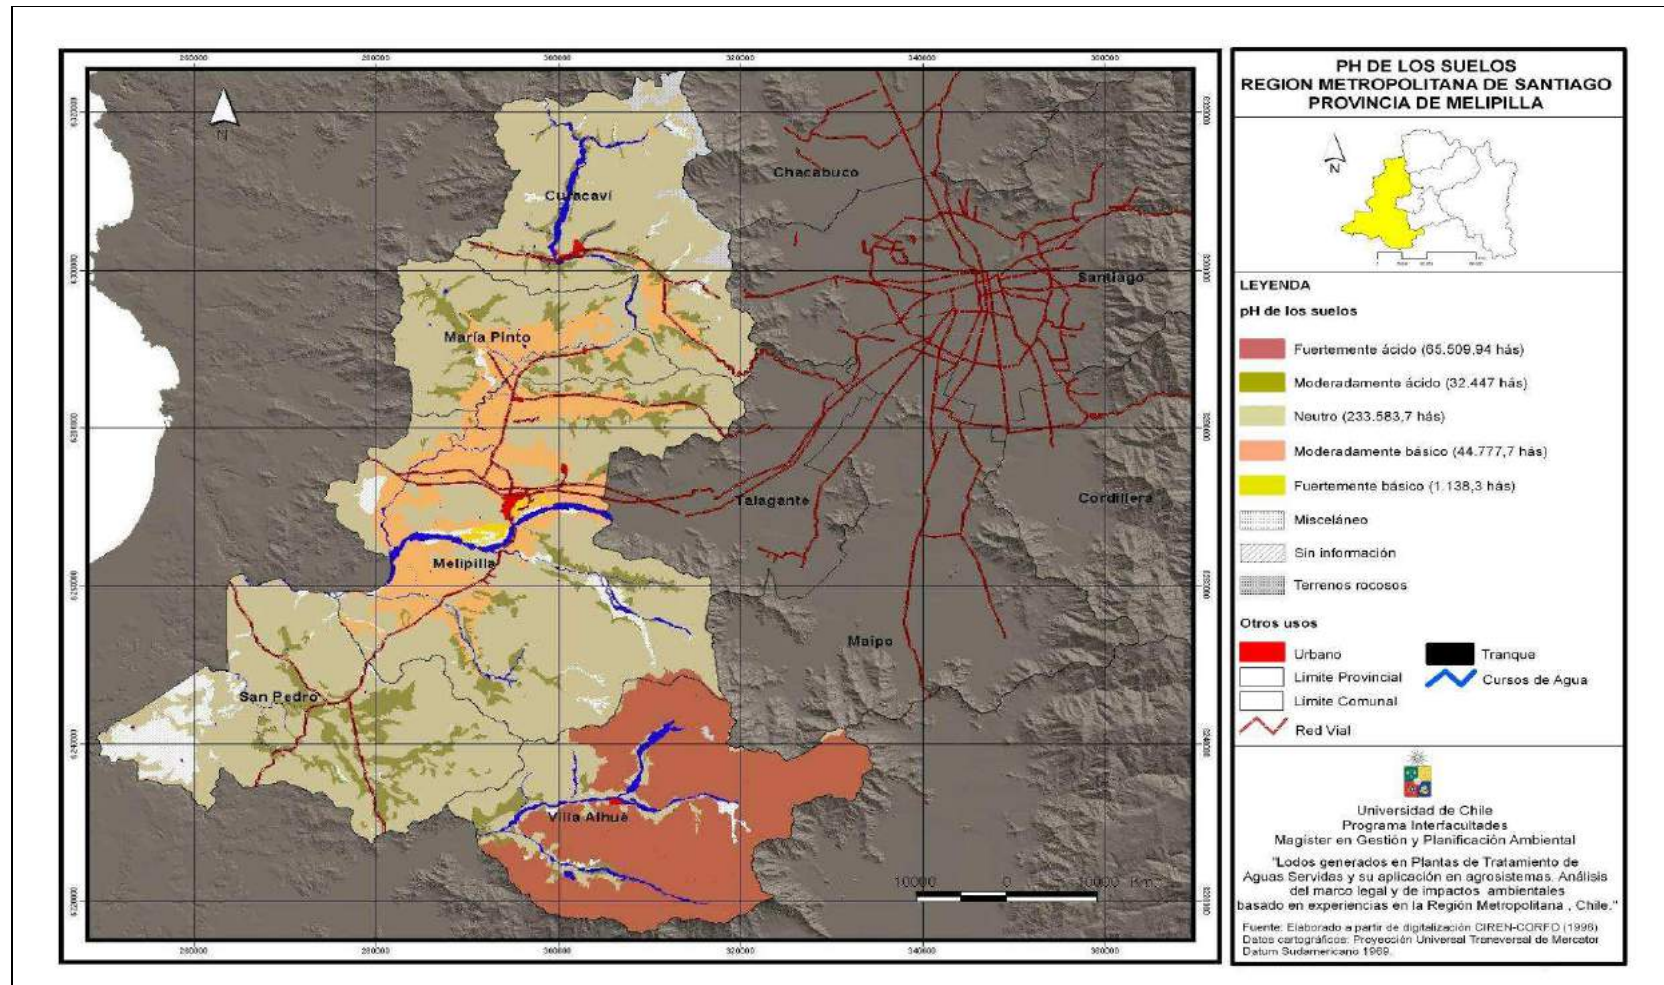 PH DE LOS SUELOS
REGION METROPOLITANA DE SANTIAGO
PROVINCIA DE MELIPILLA
N
N
LEYENDA
pH de los suelos
Fuertemente ácido (65.509,94 hás)
Moderadamente ácido (32.447 hás)
Neutro (233.583,7 hás)
Moderadamente básico (44.777,7 hás)
Fuertemente básico (1.138,3 hás)
Misceláneo
Sin información
Terrenos rocosos
Otros usos
Urbano
Tranque
Límite Provincial
Cursos de Agua
Límite Comunal
Red Vial
Universidad de Chile
Programa Interfacultades
Magíster en Gestión y Planificación Ambiental
"Lodos generados en Plantas de Tratamiento de
Aguas Servidas y su aplicación en agrosistemas. Análisis
del marco legal y de impactos ambientales
basado en experiencias en la Región Metropolitana , Chile."
Fuente: Elaborado a partir de digitalización CIREN-CORFO (1996)
Datos cartográficos: Proyección Universal Transversal de Mercator
Datum Sudamericano 1969.
Chacabuco
Curacaví
Santiago
María Pinto
Talagante
Cordillera
Melipilla
Maipo
San Pedro
Villa Alhué
10000 0 10000 Km.